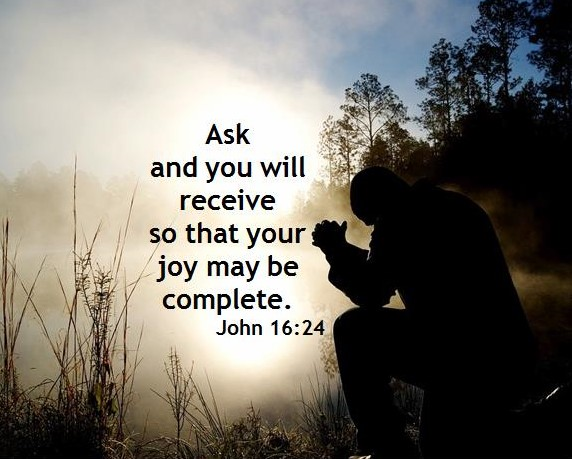 Ask
and you will
receive
so that your
joy may be
complete.
John 16:24